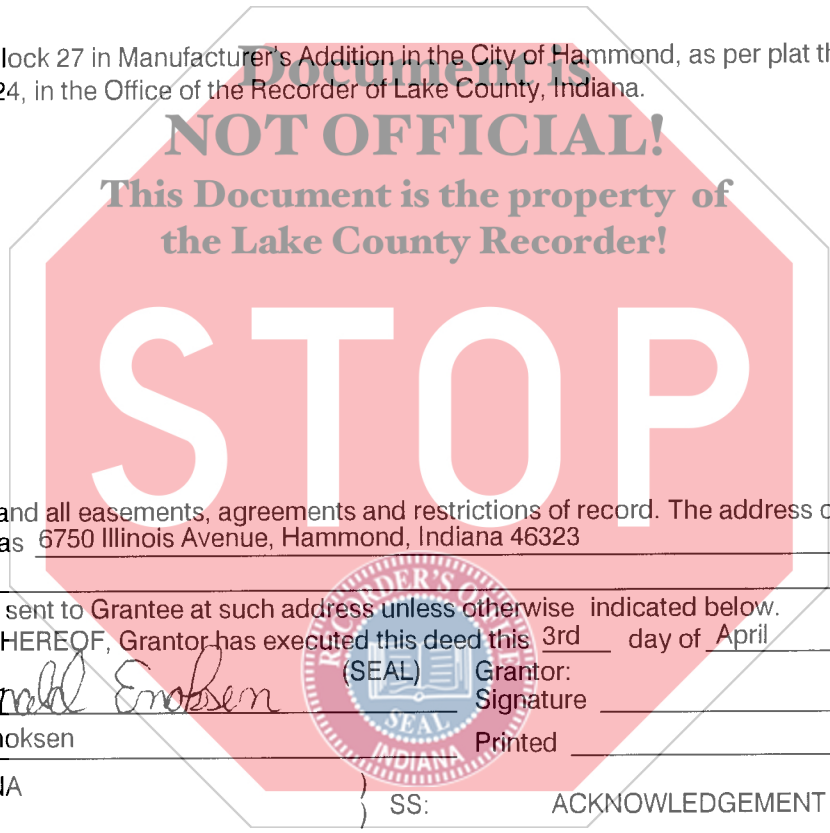 lock 27 in Manufacturer's Addition in the City of Hammond, as per plat th
24, in the Office of the Recorder of Lake County, Indiana.
Document is
NOT OFFICIAL!
This Document is the property of
the Lake County Recorder!
STOP
and all easements, agreements and restrictions of record. The address o
as 6750 Illinois Avenue, Hammond, Indiana 46323
sent to Grantee at such address unless otherwise indicated below.
HEREOF, Grantor has executed this deed this 3rd day of April
RECORDER'S OFFICE
SEAL
INDIANA
nald Enoksen (SEAL) Grantor:
Signature
noksen Printed
NA
) SS: ACKNOWLEDGEMENT